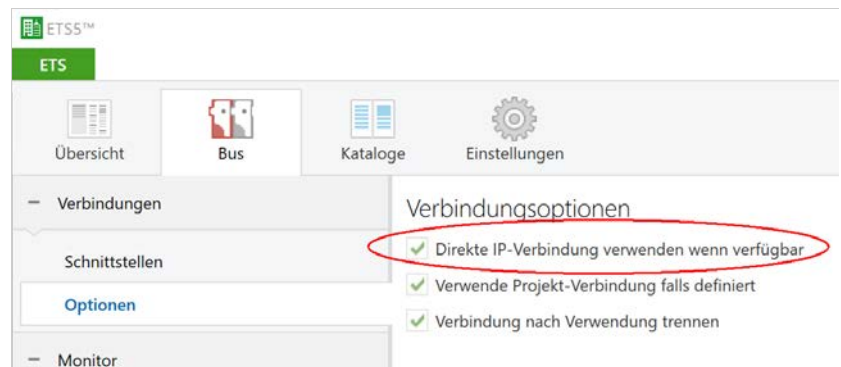 ETS5™
ETS
Übersicht
Bus
Kataloge
Einstellungen
Verbindungen
Schnittstellen
Optionen
Monitor
Verbindungsoptionen
Direkte IP-Verbindung verwenden wenn verfügbar
Verwende Projekt-Verbindung falls definiert
Verbindung nach Verwendung trennen